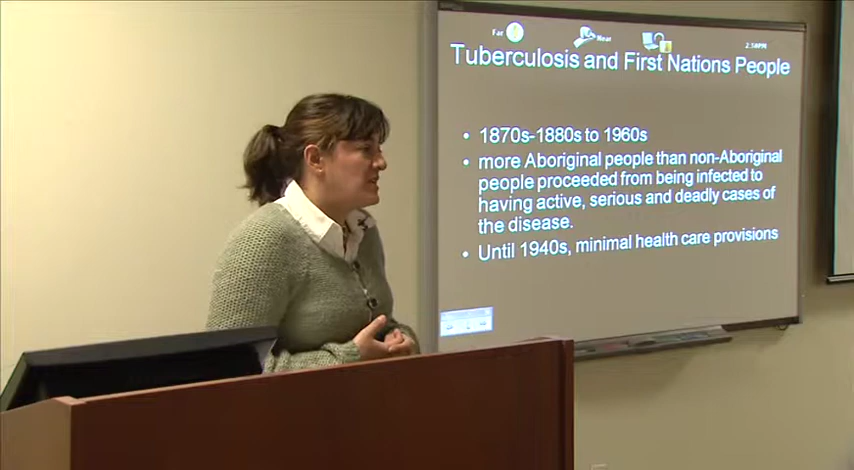 Far
Near
2:58PM
Tuberculosis and First Nations People
• 1870s-1880s to 1960s
• more Aboriginal people than non-Aboriginal
people proceeded from being infected to
having active, serious and deadly cases of
the disease.
• Until 1940s, minimal health care provisions